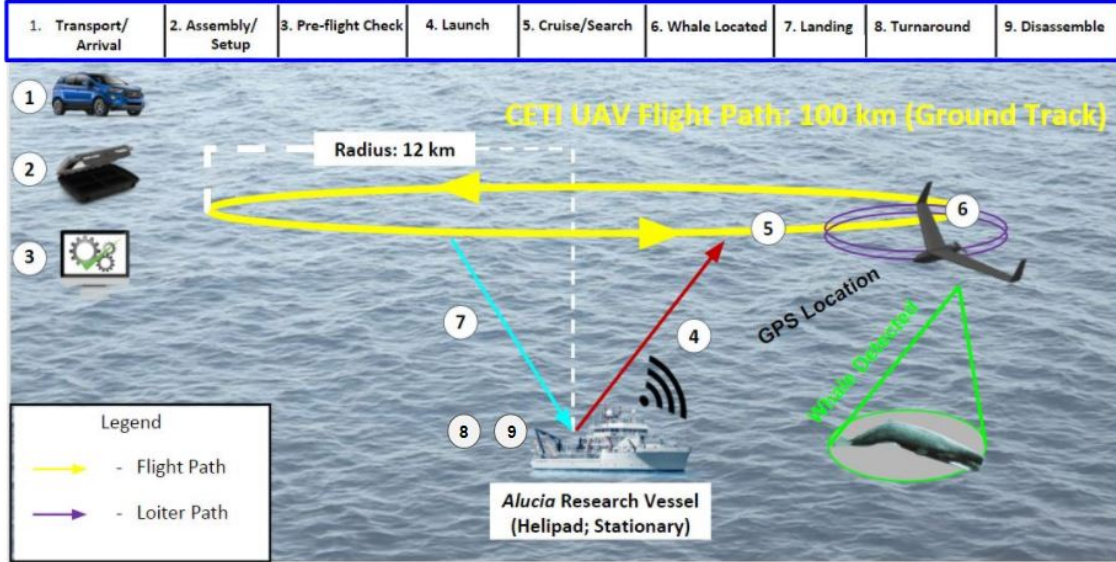 1. Transport/
Arrival
2. Assembly/
Setup
3. Pre-flight Check
4. Launch
5. Cruise/Search
6. Whale Located
7. Landing
8. Turnaround
9. Disassemble
1
CETI UAV Flight Path: 100 km (Ground Track)
Radius: 12 km
2
6
5
3
GPS Location
7
4
Whale Detected
8
9
Legend
- Flight Path
- Loiter Path
Alucia Research Vessel
(Helipad; Stationary)